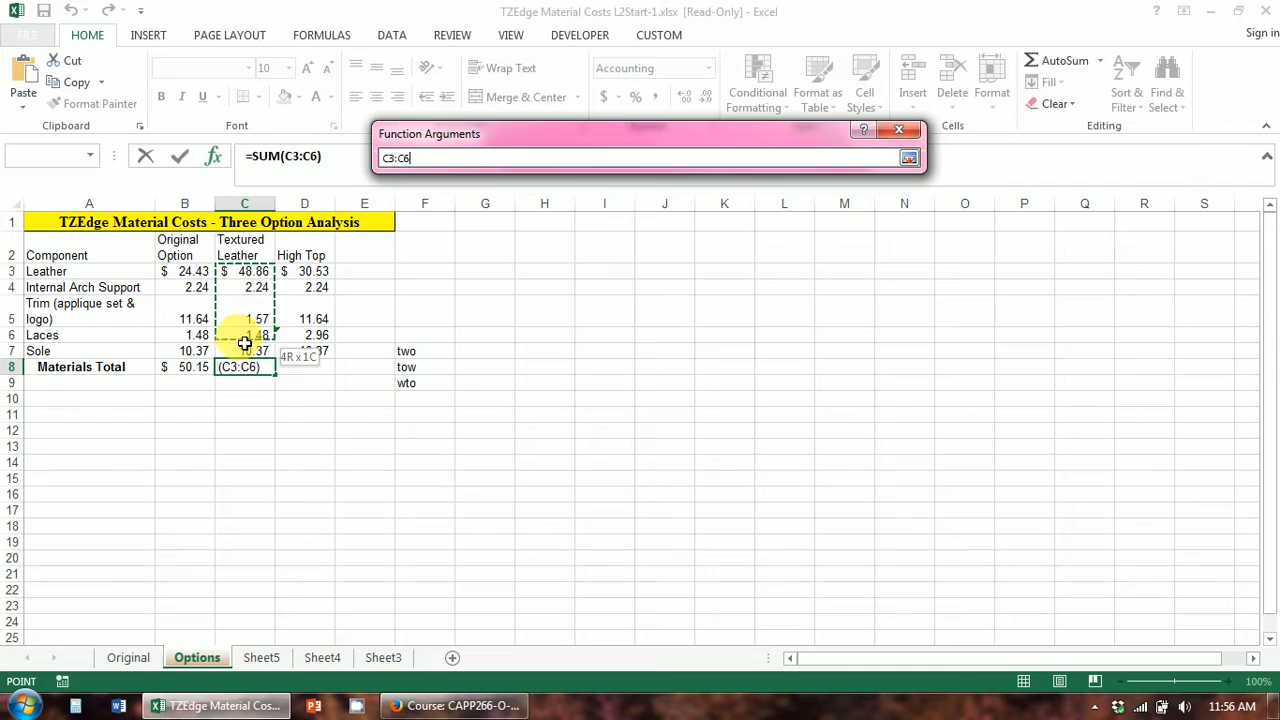 TZEdge Material Costs L2Start-1.xlsx [Read-Only] - Excel
FILE HOME INSERT PAGE LAYOUT FORMULAS DATA REVIEW VIEW DEVELOPER CUSTOM Sign in
Paste Cut Copy Format Painter
Clipboard
10
B I U A
Font
Wrap Text
Merge & Center
Accounting
$ % ,
Conditional Formatting
Format as Table
Cell Styles
Insert Delete Format
Cells
AutoSum
Fill
Clear
Sort & Filter
Find & Select
Function Arguments
C3:C6
fx =SUM(C3:C6)
A B C D E F G H I J K L M N O P Q R S
1 TZEdge Material Costs - Three Option Analysis
Original Textured
2 Component Option Leather High Top
3 Leather $ 24.43 $ 48.86 $ 30.53
4 Internal Arch Support 2.24 2.24 2.24
Trim (applique set &
5 logo) 11.64 1.57 11.64
6 Laces 1.48 1.48 2.96
7 Sole 10.37 10.37 two
4R x 1C
8 Materials Total $ 50.15 (C3:C6) tow
9 wto
10
11
12
13
14
15
16
17
18
19
20
21
22
23
24
25
Original Options Sheet5 Sheet4 Sheet3
POINT 100%
TZEdge Material Cos... Course: CAPP266-O-... 11:56 AM